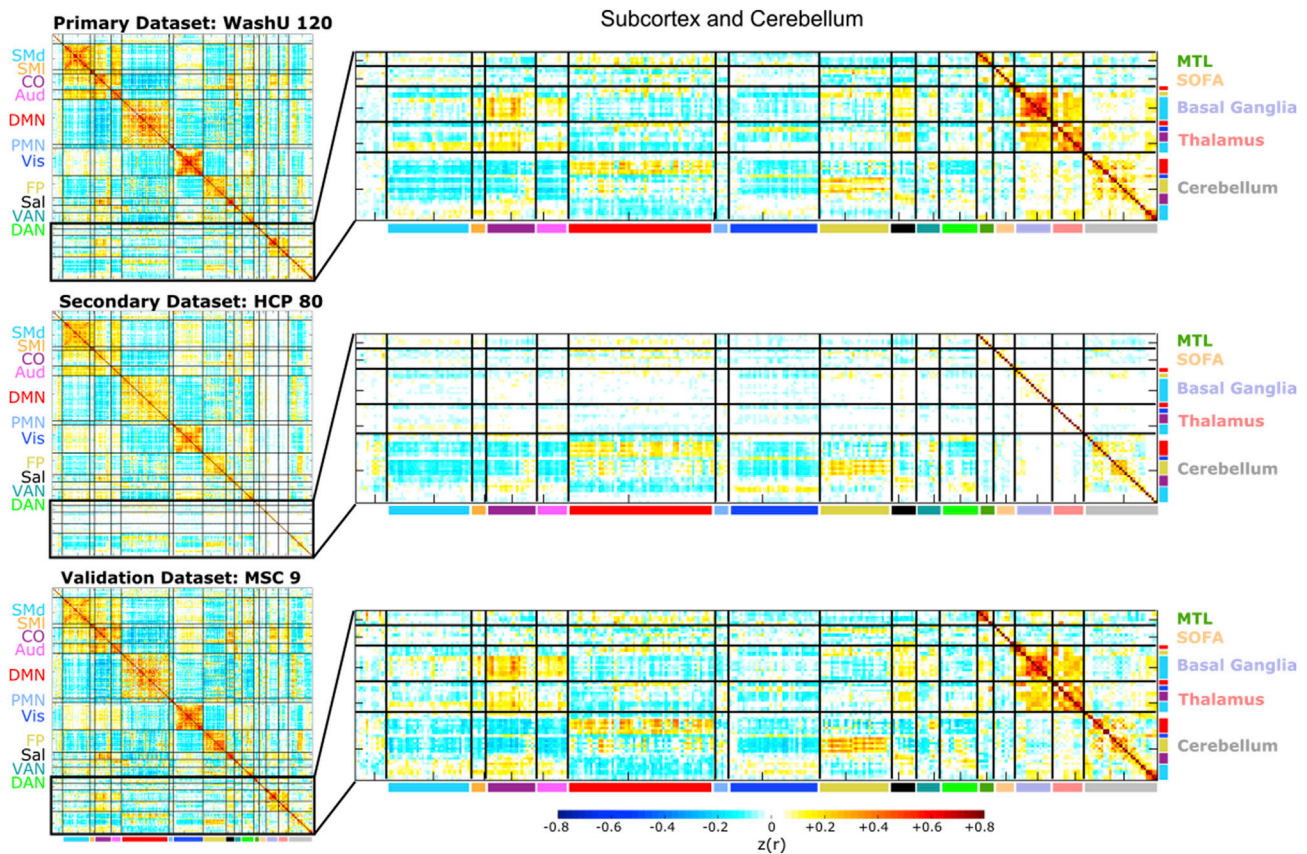 Primary Dataset: WashU 120
Subcortex and Cerebellum
SMd
SMl
CO
Aud
DMN
PMN
Vis
FP
Sal
VAN
DAN
MTL
SOFA
Basal Ganglia
Thalamus
Cerebellum
Secondary Dataset: HCP 80
SMd
SMl
CO
Aud
DMN
PMN
Vis
FP
Sal
VAN
DAN
MTL
SOFA
Basal Ganglia
Thalamus
Cerebellum
Validation Dataset: MSC 9
SMd
SMl
CO
Aud
DMN
PMN
Vis
FP
Sal
VAN
DAN
MTL
SOFA
Basal Ganglia
Thalamus
Cerebellum
-0.8 -0.4 -0.2 0 +0.2 +0.4 +0.8
z(r)